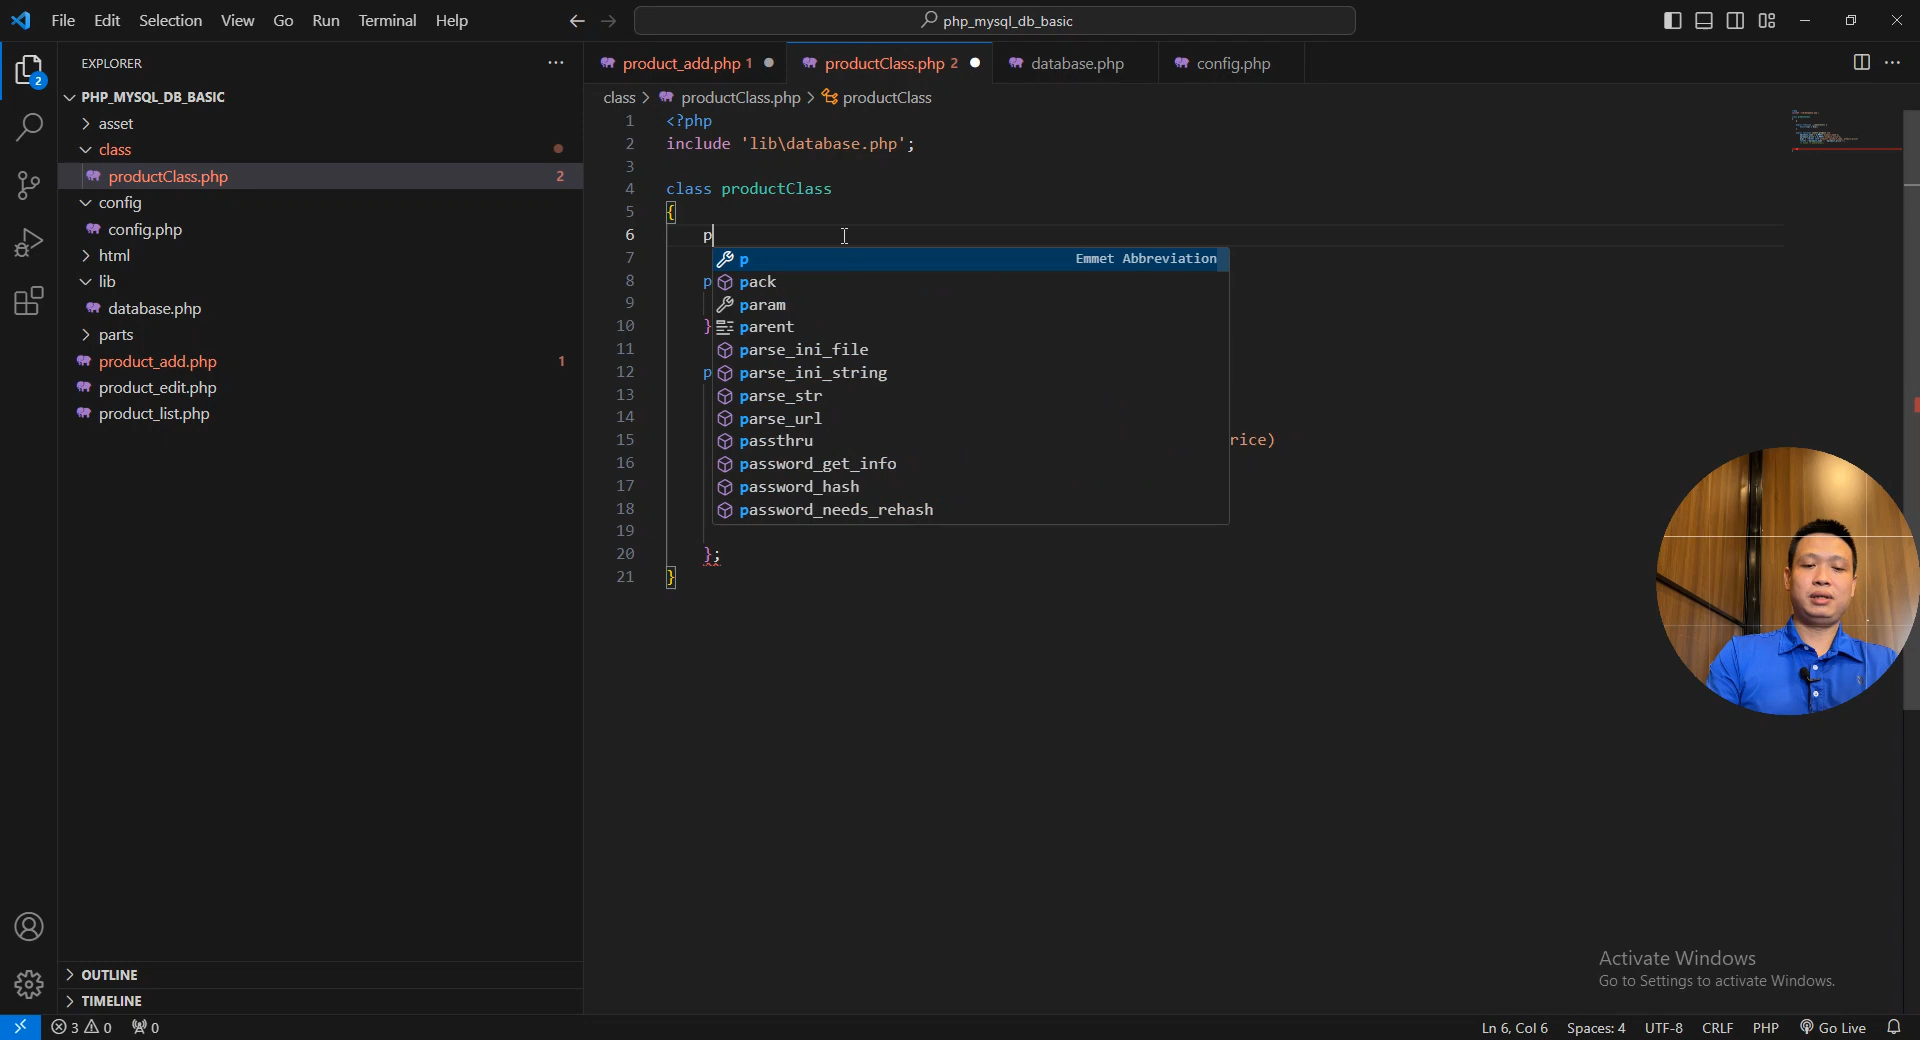 File Edit Selection View Go Run Terminal Help
php_mysql_db_basic
EXPLORER
PHP_MYSQL_DB_BASIC
asset
class
productClass.php 2
config
config.php
html
lib
database.php
parts
product_add.php 1
product_edit.php
product_list.php
OUTLINE
TIMELINE
2
product_add.php 1 productClass.php 2 database.php config.php
class > productClass.php > productClass
1 <?php
2 include 'lib\database.php';
3
4 class productClass
5 {
6 p
7 p Emmet Abbreviation
8 p pack
9 param
10 } parent
11 parse_ini_file
12 p parse_ini_string
13 parse_str
14 parse_url
15 passthru rice)
16 password_get_info
17 password_hash
18 password_needs_rehash
19
20 };
21 }
Activate Windows
Go to Settings to activate Windows.
3 0 0 Ln 6, Col 6 Spaces: 4 UTF-8 CRLF PHP Go Live